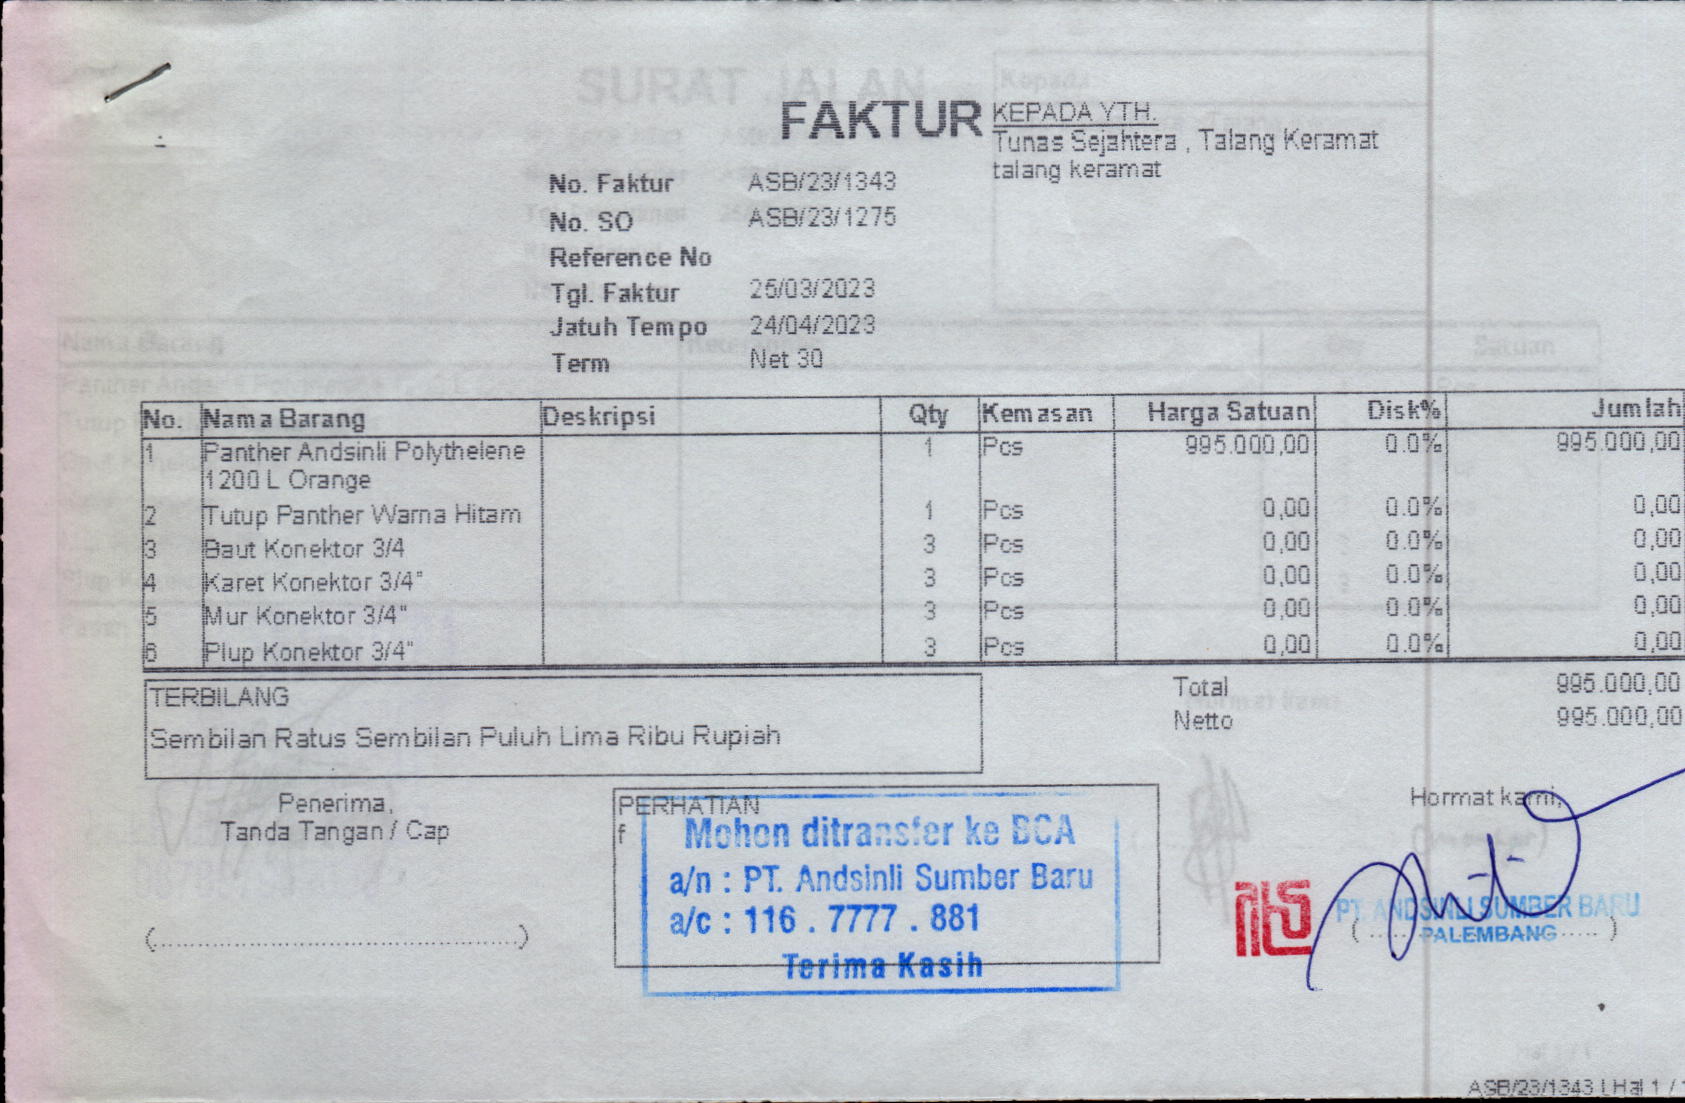 FAKTUR
KEPADA YTH.
Tunas Sejahtera , Talang Keramat
talang keramat
No. Faktur ASB/23/1343
No. SO ASB/23/1275
Reference No
Tgl. Faktur 25/03/2023
Jatuh Tempo 24/04/2023
Term Net 30
No. Nama Barang Deskripsi Qty Kemasan Harga Satuan Disk% Jumlah
1 Panther Andsinli Polythelene 1 Pcs 995.000,00 0.0% 995.000,00
1200 L Orange
2 Tutup Panther Warna Hitam 1 Pcs 0,00 0.0% 0,00
3 Baut Konektor 3/4 3 Pcs 0,00 0.0% 0,00
4 Karet Konektor 3/4" 3 Pcs 0,00 0.0% 0,00
5 Mur Konektor 3/4" 3 Pcs 0,00 0.0% 0,00
6 Plup Konektor 3/4" 3 Pcs 0,00 0.0% 0,00
TERBILANG
Sembilan Ratus Sembilan Puluh Lima Ribu Rupiah
Total 995.000,00
Netto 995.000,00
Penerima,
Tanda Tangan / Cap
(..............................................)
PERHATIAN
f
Mohon ditransfer ke BCA
a/n : PT. Andsinli Sumber Baru
a/c : 116 . 7777 . 881
Terima Kasih
Hormat kami,
PT. ANDSINLI SUMBER BARU
PALEMBANG
SURAT JALAN
Kepada
Nama Barang
Satuan
ASB/23/1343 | Hal 1 /